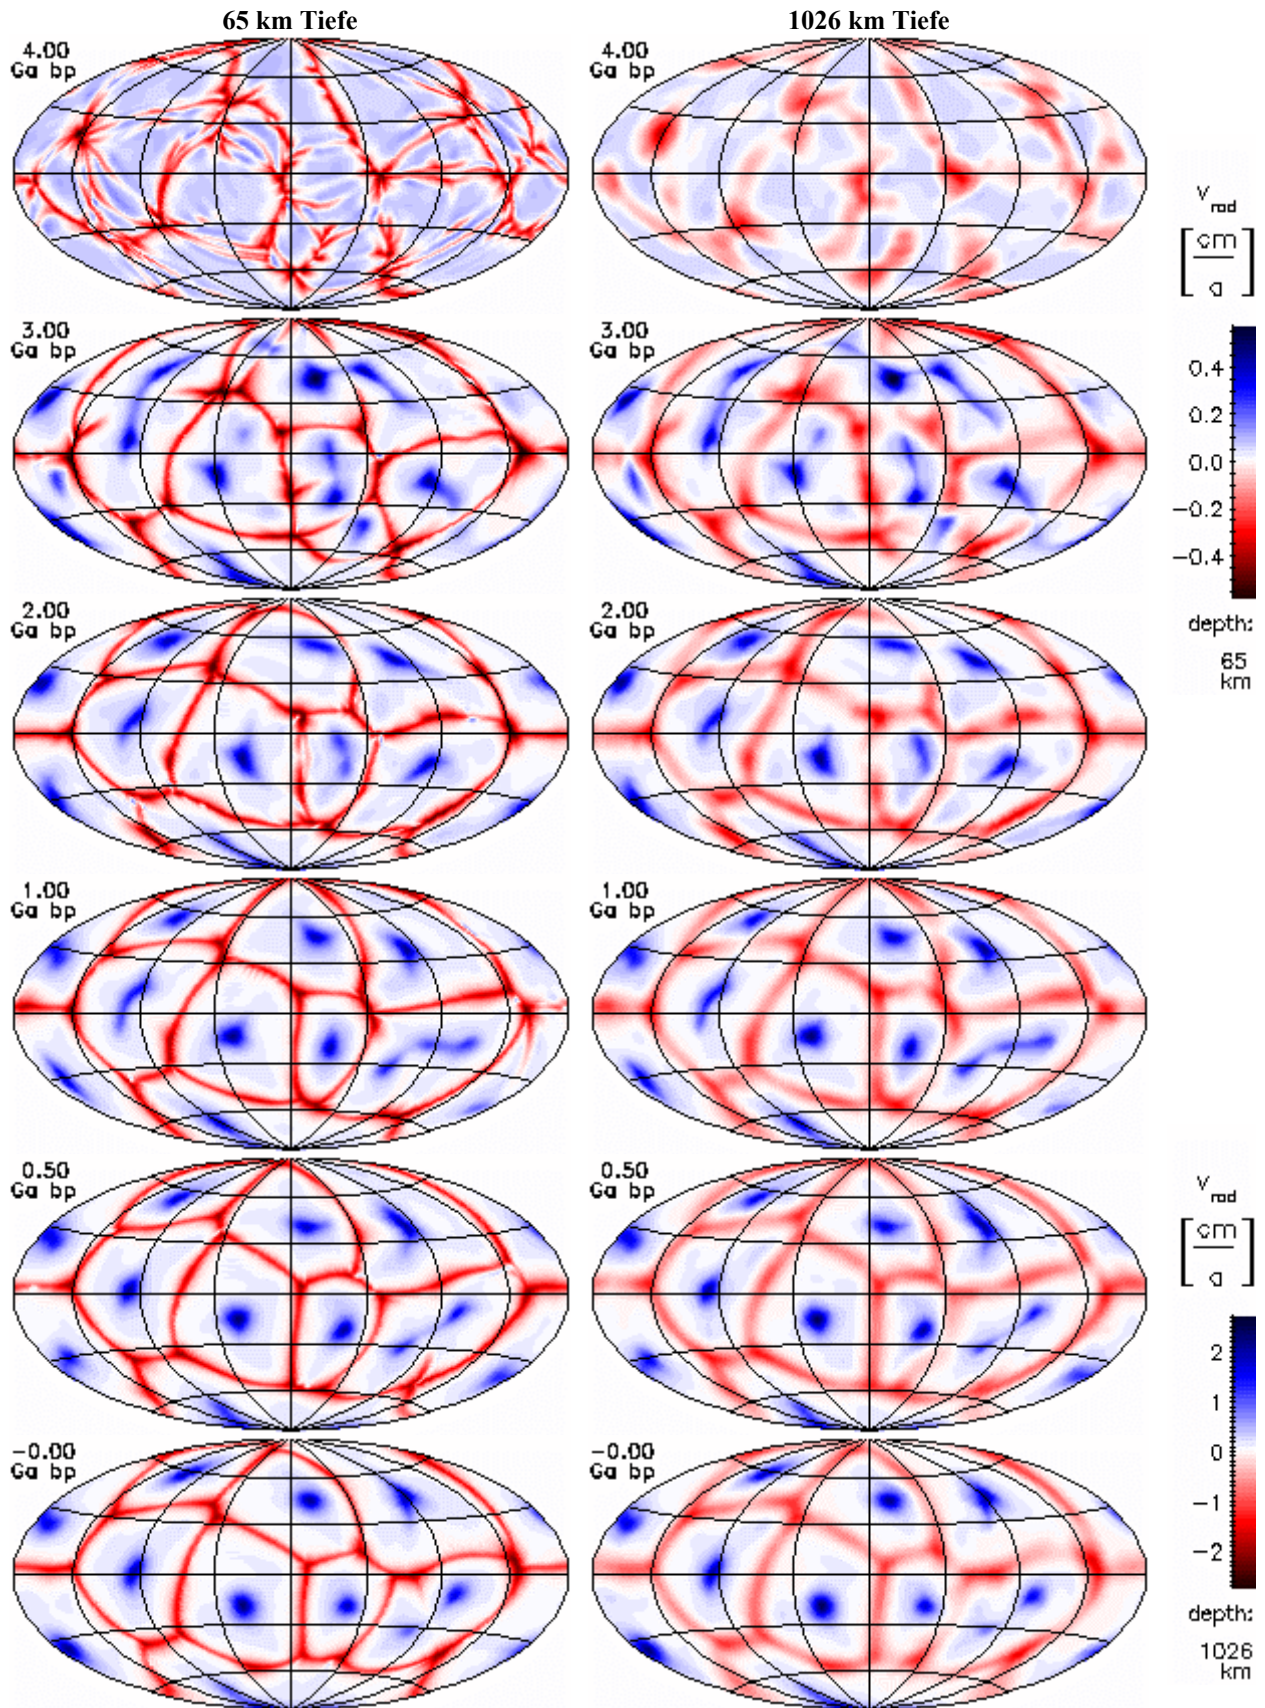 65 km Tiefe
1026 km Tiefe
4.00
Ga bp
4.00
Ga bp
v rad
[cm
a]
3.00
Ga bp
3.00
Ga bp
0.4
0.2
0.0
-0.2
-0.4
depth:
65
km
2.00
Ga bp
2.00
Ga bp
1.00
Ga bp
1.00
Ga bp
0.50
Ga bp
0.50
Ga bp
v rad
[cm
a]
2
1
0
-1
-2
depth:
1026
km
-0.00
Ga bp
-0.00
Ga bp